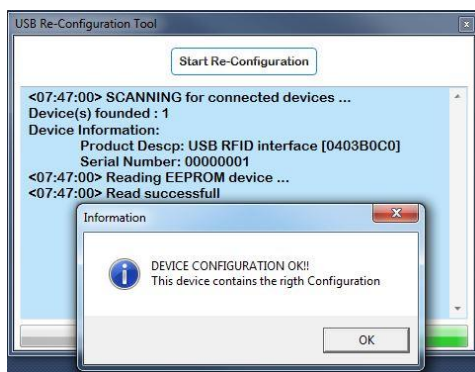 USB Re-Configuration Tool
Start Re-Configuration
<07:47:00> SCANNING for connected devices ...
Device(s) founded : 1
Device Information:
Product Descp: USB RFID interface [0403B0C0]
Serial Number: 00000001
<07:47:00> Reading EEPROM device ...
<07:47:00> Read successfull
Information
DEVICE CONFIGURATION OK!!
This device contains the rigth Configuration
OK